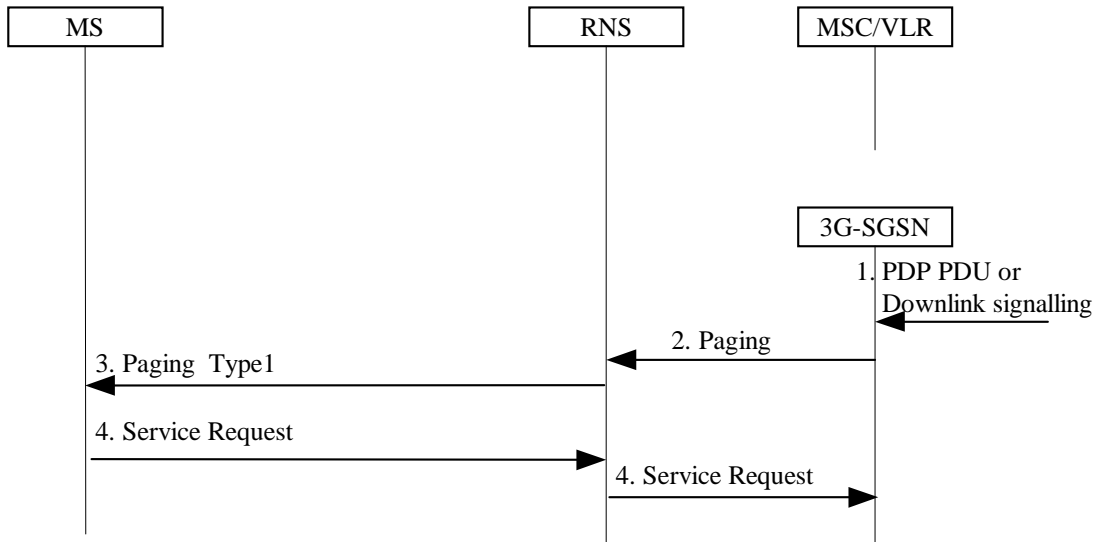 MS
RNS
MSC/VLR
3G-SGSN
1. PDP PDU or
Downlink signalling
2. Paging
3. Paging Type1
4. Service Request
4. Service Request